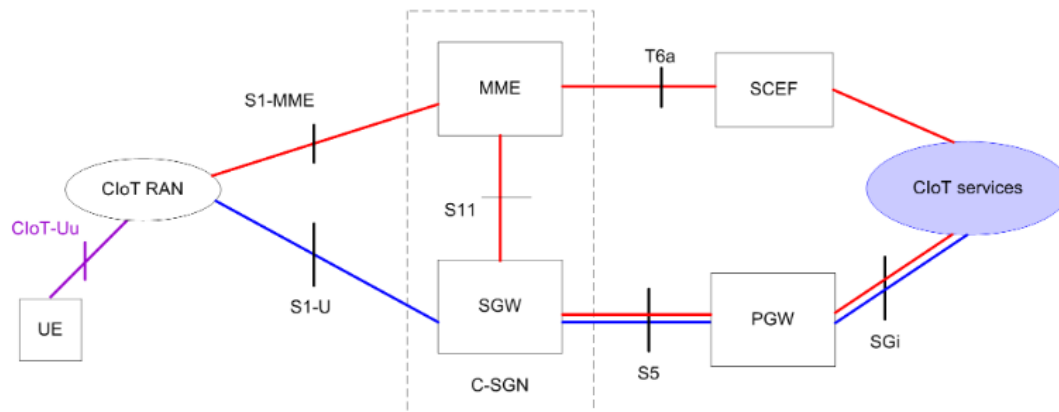 T6a
MME
SCEF
S1-MME
CIoT RAN
CIoT services
S11
CIoT-Uu
S1-U
SGW
PGW
UE
SGi
S5
C-SGN